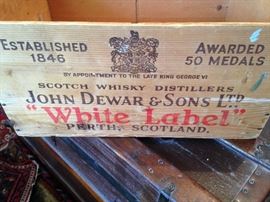 ESTABLISHED
1846
AWARDED
50 MEDALS
BY APPOINTMENT TO THE LATE KING GEORGE VI
SCOTCH WHISKY DISTILLERS
JOHN DEWAR & SONS LTD
"White Label"
PERTH, SCOTLAND.